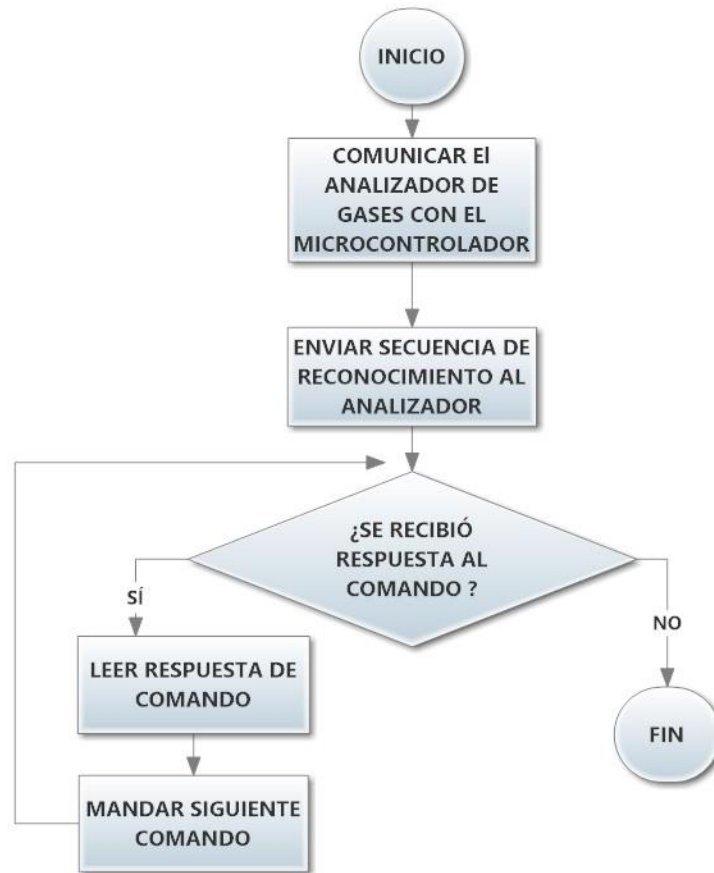 INICIO
COMUNICAR El
ANALIZADOR DE
GASES CON EL
MICROCONTROLADOR
ENVIAR SECUENCIA DE
RECONOCIMIENTO AL
ANALIZADOR
¿SE RECIBIÓ
RESPUESTA AL
COMANDO ?
SÍ
NO
LEER RESPUESTA DE
COMANDO
FIN
MANDAR SIGUIENTE
COMANDO